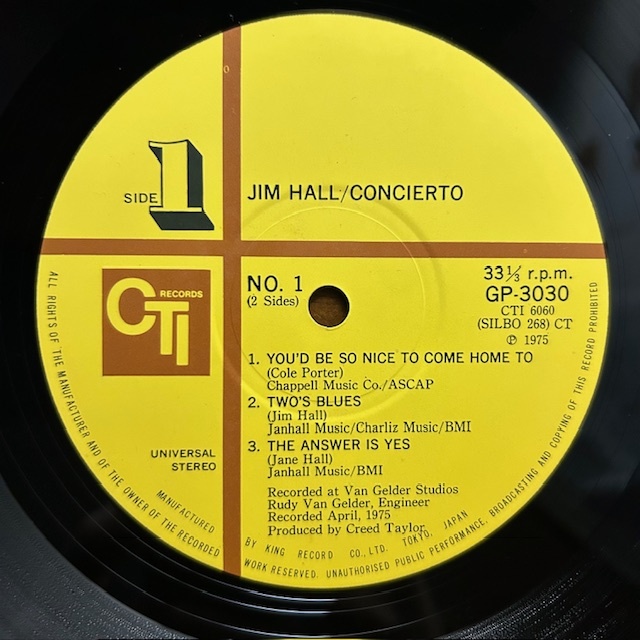 SIDE 1
JIM HALL/CONCIERTO
CTI RECORDS
NO. 1
(2 Sides)
33⅓ r.p.m.
GP-3030
CTI 6060
(SILBO 268) CT
℗ 1975
1. YOU'D BE SO NICE TO COME HOME TO
(Cole Porter)
Chappell Music Co./ASCAP
2. TWO'S BLUES
(Jim Hall)
Janhall Music/Charliz Music/BMI
3. THE ANSWER IS YES
(Jane Hall)
Janhall Music/BMI
UNIVERSAL
STEREO
Recorded at Van Gelder Studios
Rudy Van Gelder, Engineer
Recorded April, 1975
Produced by Creed Taylor
MANUFACTURED BY KING RECORD CO., LTD. TOKYO, JAPAN
ALL RIGHTS OF THE MANUFACTURER AND OF THE OWNER OF THE RECORDED WORK RESERVED. UNAUTHORISED PUBLIC PERFORMANCE, BROADCASTING AND COPYING OF THIS RECORD PROHIBITED